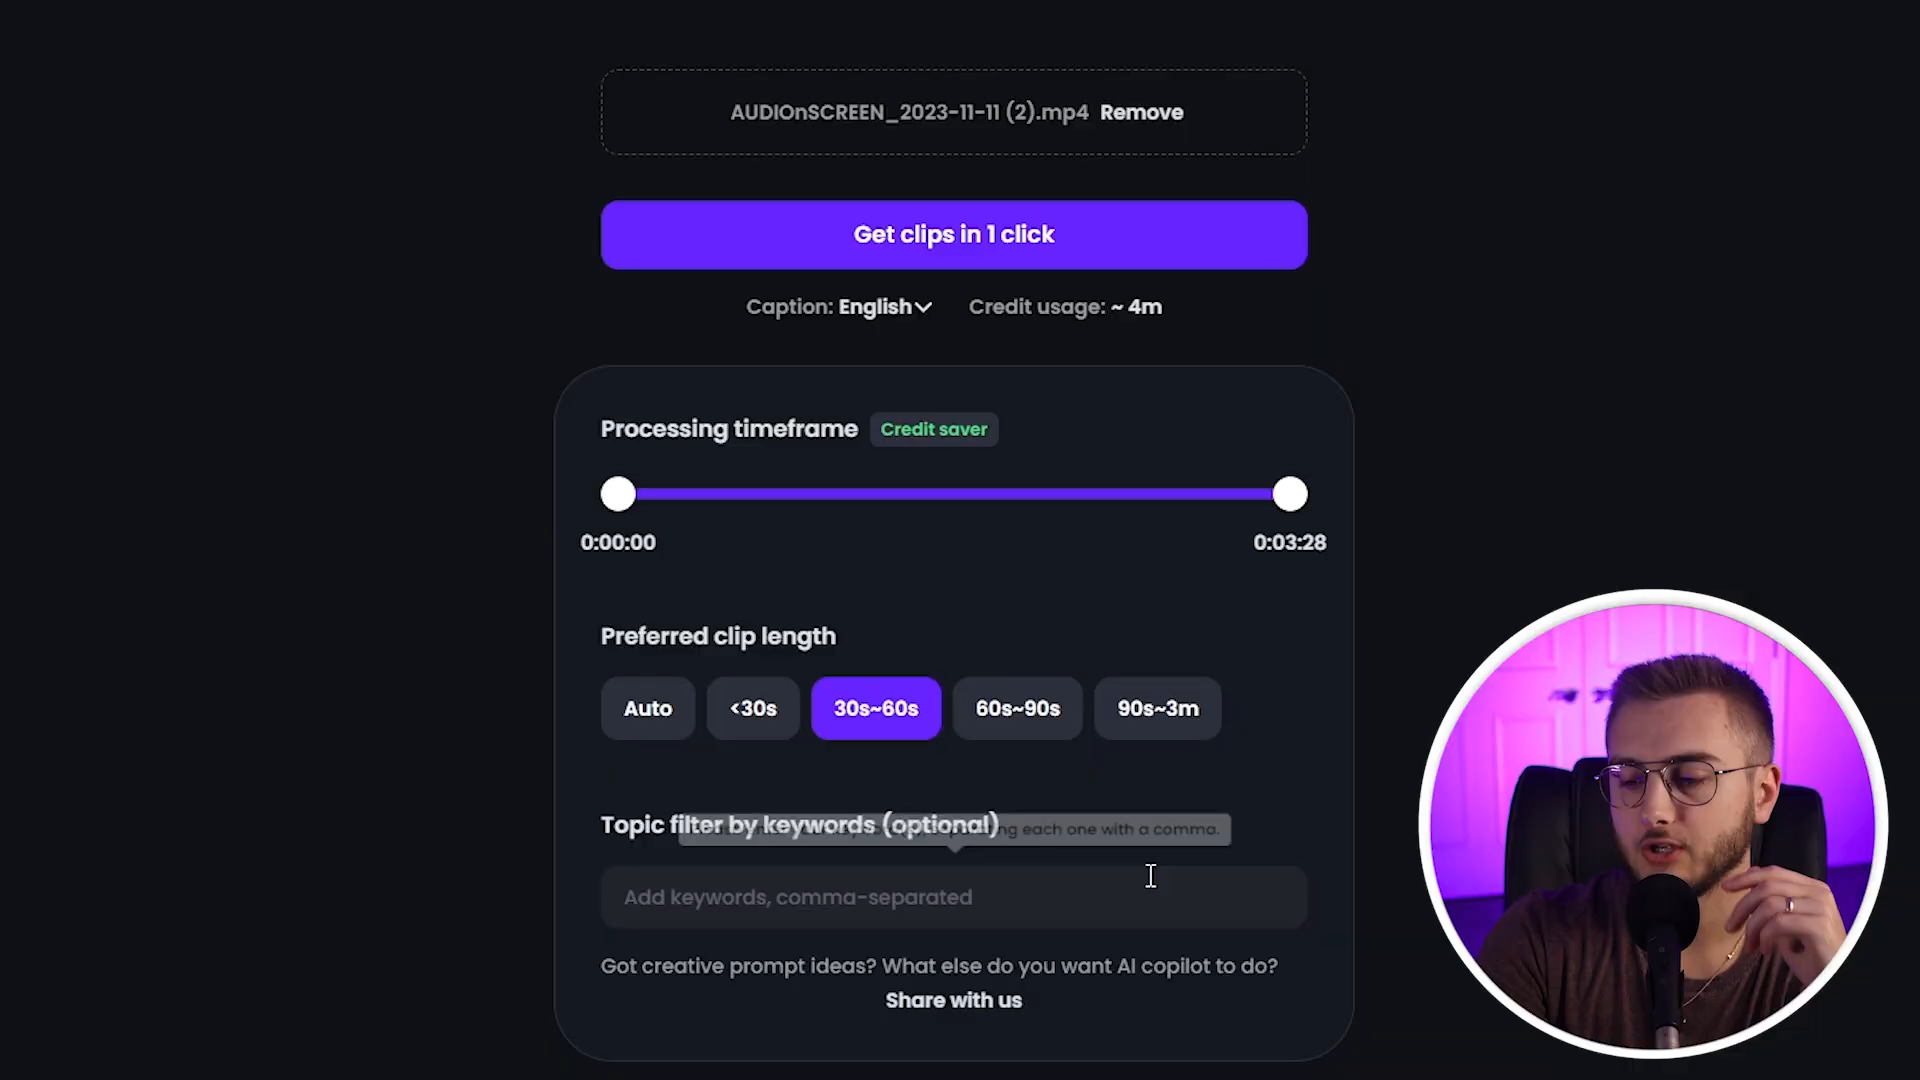 AUDIOnSCREEN_2023-11-11 (2).mp4 Remove
Get clips in 1 click
Caption: English Credit usage: ~ 4m
Processing timeframe Credit saver
0:00:00 0:03:28
Preferred clip length
Auto <30s 30s~60s 60s~90s 90s~3m
Topic filter by keywords (optional)
each one with a comma.
Add keywords, comma-separated
Got creative prompt ideas? What else do you want AI copilot to do?
Share with us